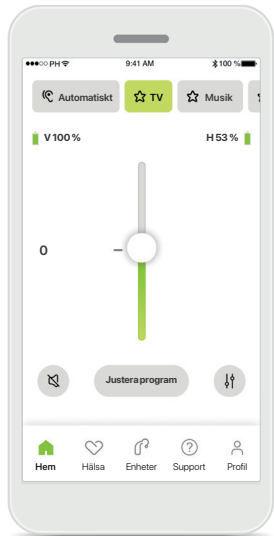 PH 9:41 AM 100 %
Automatiskt TV Musik
V 100 % H 53 %
0
Justera program
Hem Hälsa Enheter Support Profil